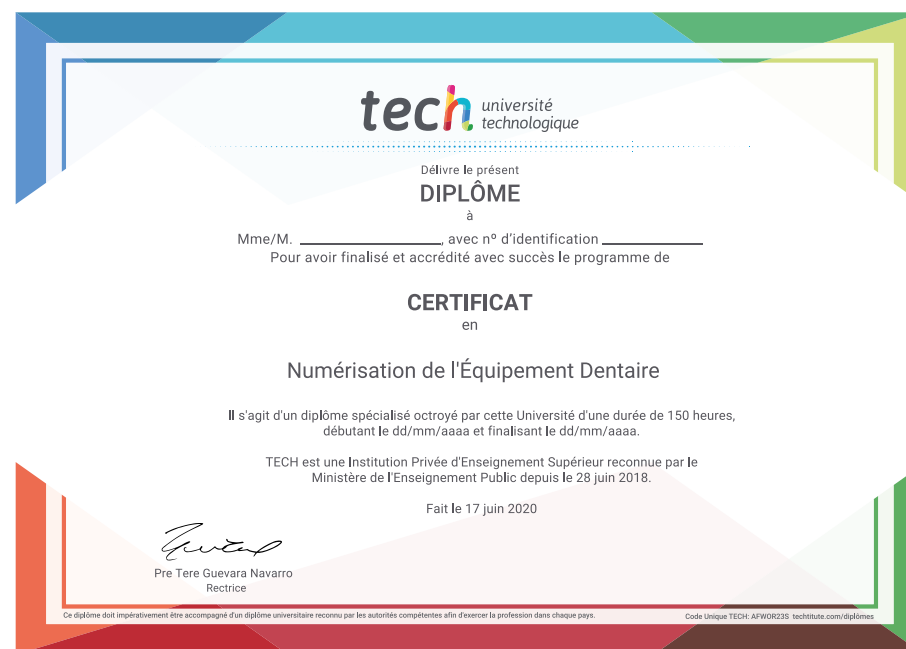 tech université
technologique
Délivre le présent
DIPLÔME
à
Mme/M. ____________________, avec nº d'identification ______________
Pour avoir finalisé et accrédité avec succès le programme de
CERTIFICAT
en
Numérisation de l'Équipement Dentaire
Il s'agit d'un diplôme spécialisé octroyé par cette Université d'une durée de 150 heures,
débutant le dd/mm/aaaa et finalisant le dd/mm/aaaa.
TECH est une Institution Privée d'Enseignement Supérieur reconnue par le
Ministère de l'Enseignement Public depuis le 28 juin 2018.
Fait le 17 juin 2020
Pre Tere Guevara Navarro
Rectrice
Ce diplôme doit impérativement être accompagné d'un diplôme universitaire reconnu par les autorités compétentes afin d'exercer la profession dans chaque pays.
Code Unique TECH: AFWOR23S techtitute.com/diplômes